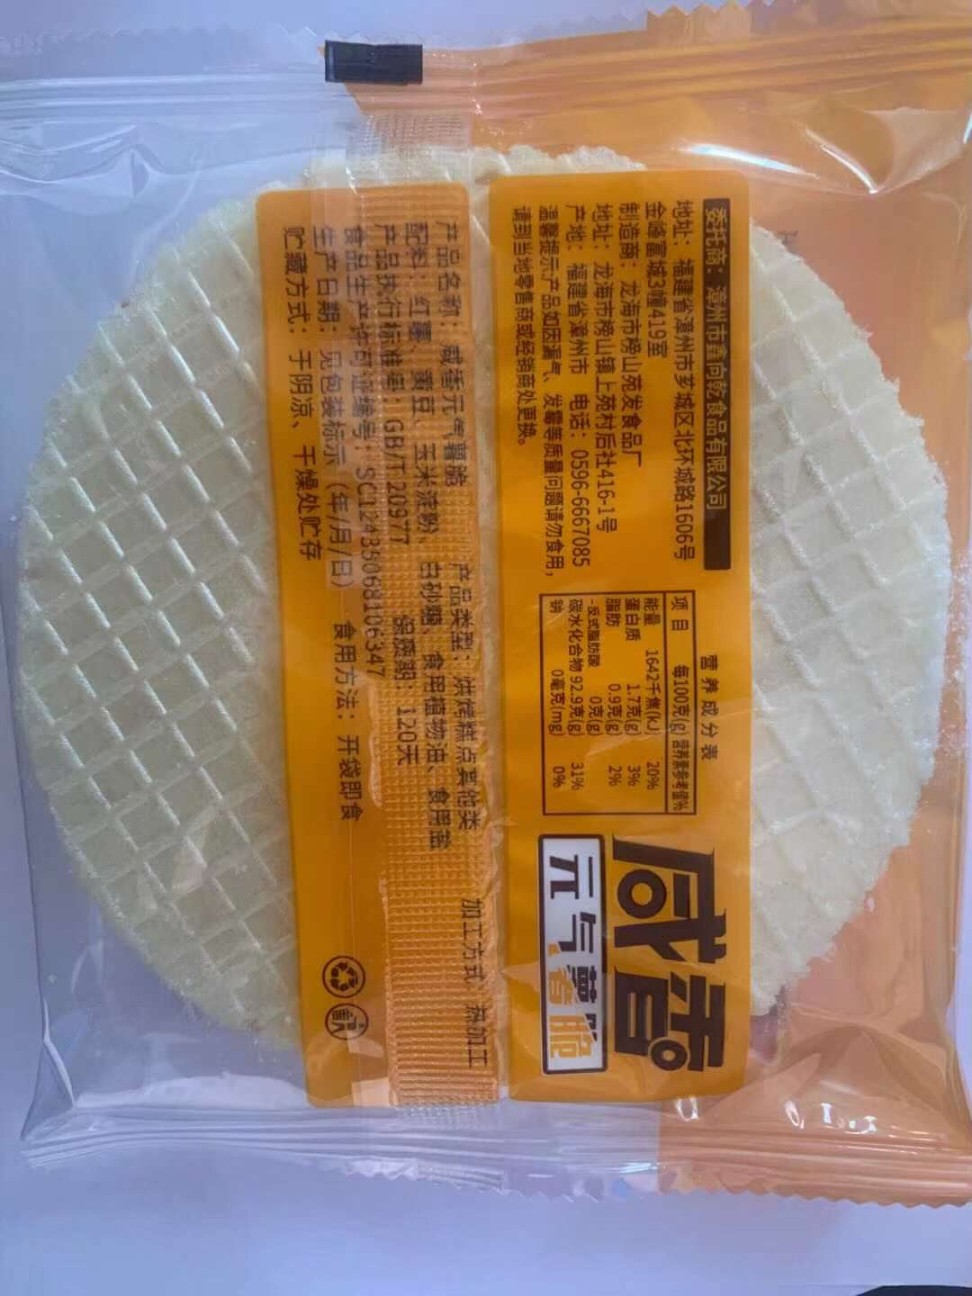 产品名称：咸香元气薯脆 产品类型：烘烤糕点类其他类 加工方式：热加工
配料：红薯、蚕豆、玉米淀粉、白砂糖、食用植物油、食用盐
产品执行标准号：GB/T20977 保质期：120天
食品生产许可证编号：SC12435068106347
生产日期：见包装标示（年/月/日） 食用方法：开袋即食
贮藏方式：于阴凉、干燥处贮存
委托商：漳州市鑫向乾食品有限公司
地址：福建省漳州市芗城区北环城路1606号
金峰富城3幢419室
制造商：龙海市榜山苑发食品厂
地址：龙海市榜山镇上苑村后社416-1号
产地：福建省漳州市 电话：0596-6667085
温馨提示:产品如因漏气、发霉等质量问题请勿食用，
请到当地零售商或经销商处更换。
营养成分表
项目 每100克(g) 营养素参考值%
能量 1642千焦(kJ) 20%
蛋白质 1.7克(g) 3%
脂肪 0.9克(g) 2%
-反式脂肪酸 0克(g)
碳水化合物 92.9克(g) 31%
钠 0毫克(mg) 0%
咸香
元气薯脆